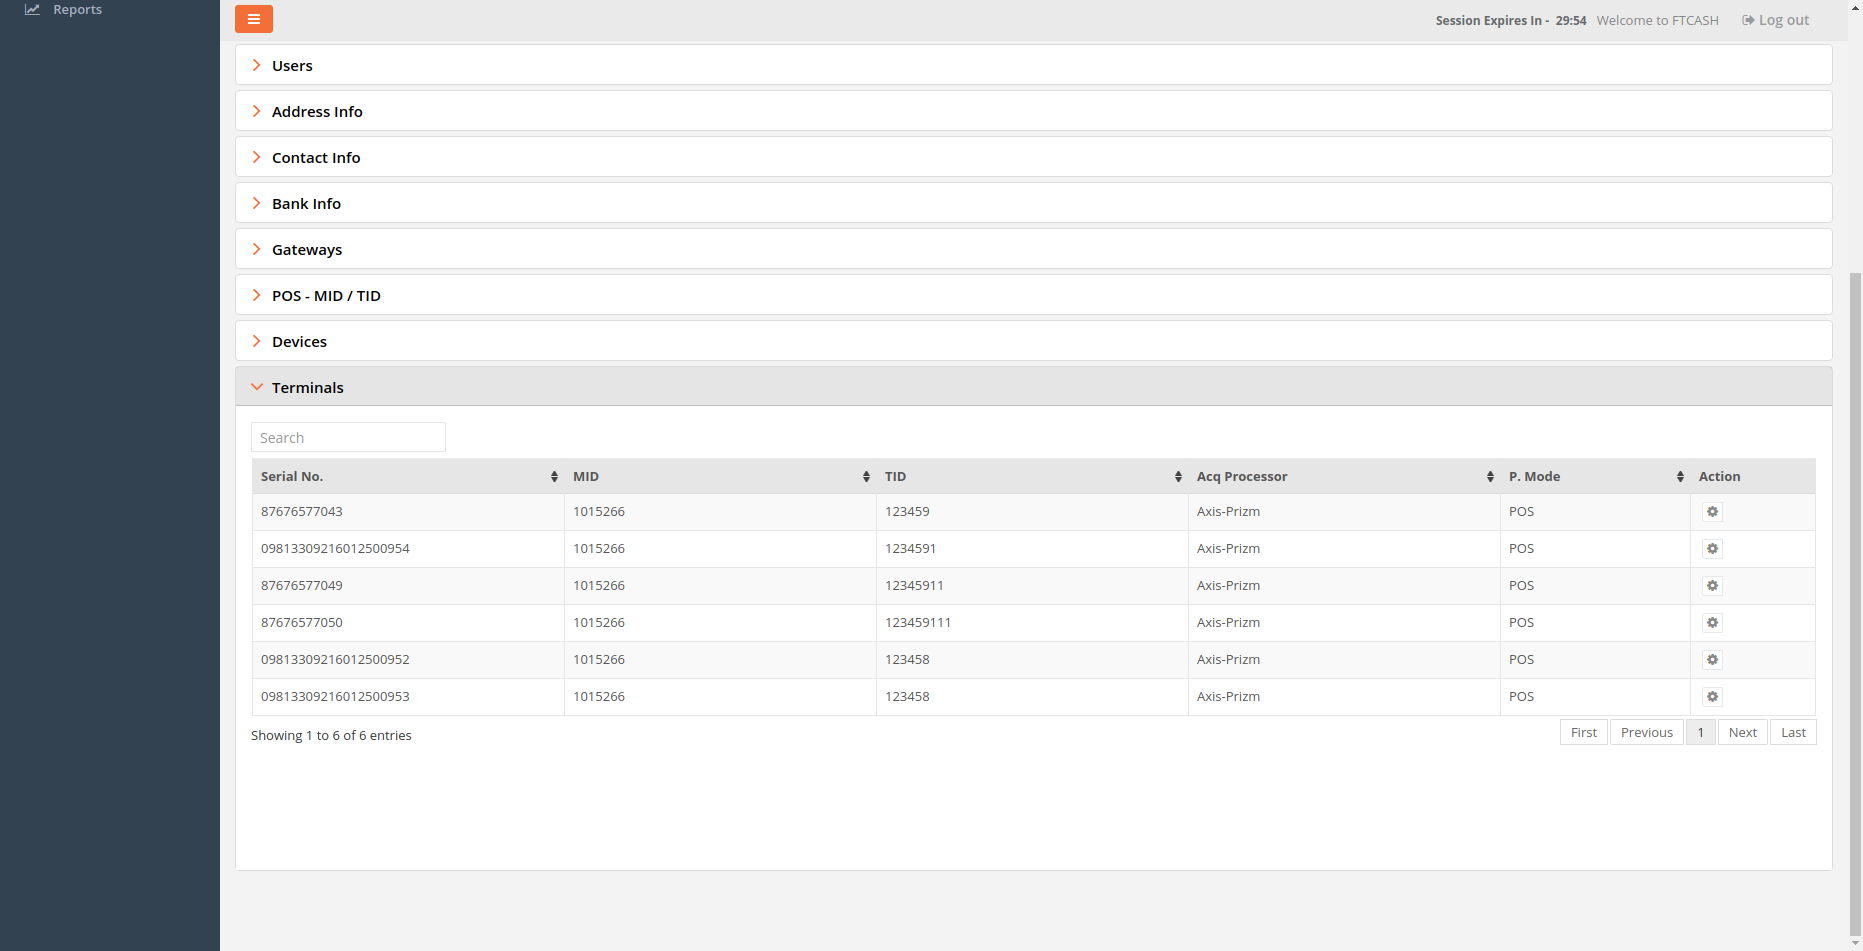 Reports
Session Expires In - 29:54 Welcome to FTCASH Log out
Users
Address Info
Contact Info
Bank Info
Gateways
POS - MID / TID
Devices
Terminals
Search
Serial No. MID TID Acq Processor P. Mode Action
87676577043 1015266 123459 Axis-Prizm POS
09813309216012500954 1015266 1234591 Axis-Prizm POS
87676577049 1015266 12345911 Axis-Prizm POS
87676577050 1015266 123459111 Axis-Prizm POS
09813309216012500952 1015266 123458 Axis-Prizm POS
09813309216012500953 1015266 123458 Axis-Prizm POS
Showing 1 to 6 of 6 entries First Previous 1 Next Last